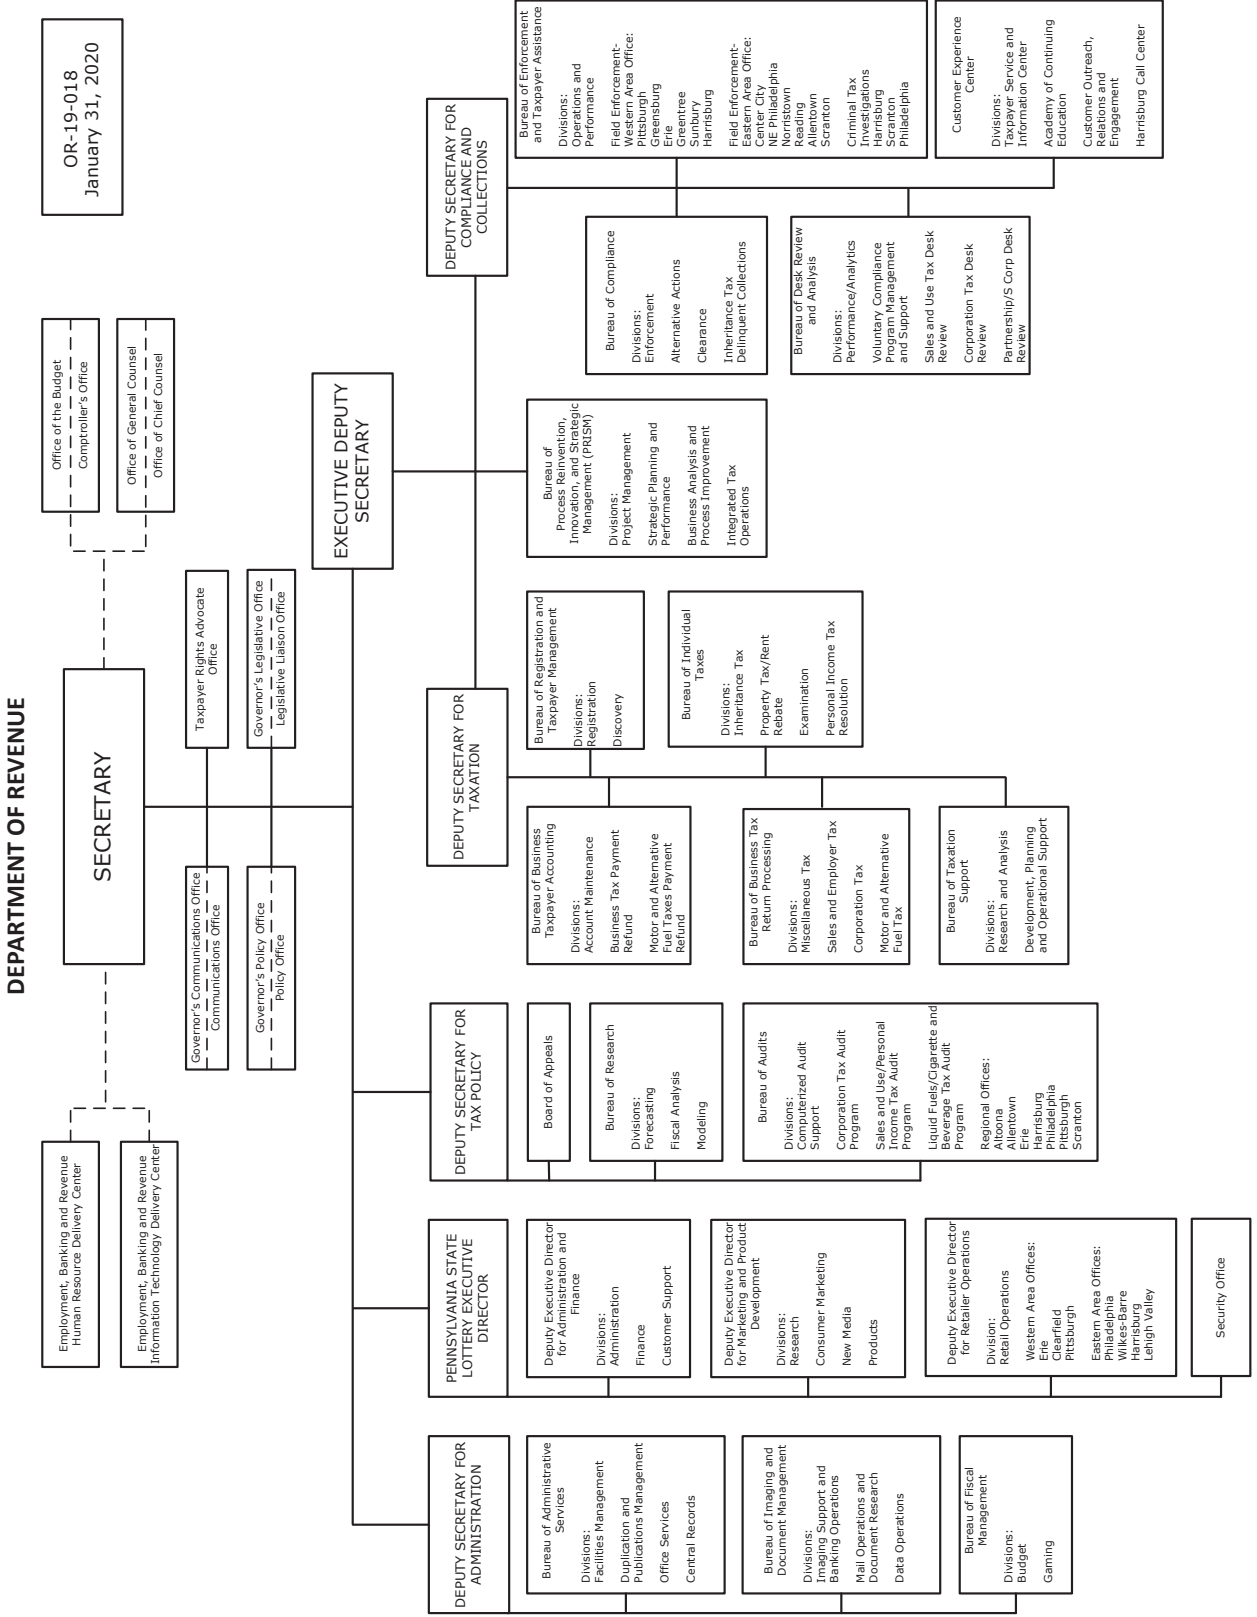 DEPARTMENT OF REVENUE
OR-19-018
January 31, 2020
SECRETARY
Employment, Banking and Revenue
Human Resource Delivery Center
Employment, Banking and Revenue
Information Technology Delivery Center
Office of the Budget
Comptroller's Office
Office of General Counsel
Office of Chief Counsel
Governor's Communications Office
Communications Office
Taxpayer Rights Advocate
Office
Governor's Policy Office
Policy Office
Governor's Legislative Office
Legislative Liaison Office
EXECUTIVE DEPUTY
SECRETARY
DEPUTY SECRETARY FOR
ADMINISTRATION
Bureau of Administrative
Services
Divisions:
Facilities Management
Duplication and
Publications Management
Office Services
Central Records
Bureau of Imaging and
Document Management
Divisions:
Imaging Support and
Banking Operations
Mail Operations and
Document Research
Data Operations
Bureau of Fiscal
Management
Divisions:
Budget
Gaming
PENNSYLVANIA STATE
LOTTERY EXECUTIVE
DIRECTOR
Deputy Executive Director
for Administration and
Finance
Divisions:
Administration
Finance
Customer Support
Deputy Executive Director
for Marketing and Product
Development
Divisions:
Research
Consumer Marketing
New Media
Products
Deputy Executive Director
for Retailer Operations
Division:
Retail Operations
Western Area Offices:
Erie
Clearfield
Pittsburgh
Eastern Area Offices:
Philadelphia
Wilkes-Barre
Harrisburg
Lehigh Valley
Security Office
DEPUTY SECRETARY FOR
TAX POLICY
Board of Appeals
Bureau of Research
Divisions:
Forecasting
Fiscal Analysis
Modeling
Bureau of Audits
Divisions:
Computerized Audit
Support
Corporation Tax Audit
Program
Sales and Use/Personal
Income Tax Audit
Program
Liquid Fuels/Cigarette and
Beverage Tax Audit
Program
Regional Offices:
Altoona
Allentown
Erie
Harrisburg
Philadelphia
Pittsburgh
Scranton
DEPUTY SECRETARY FOR
TAXATION
Bureau of Business
Taxpayer Accounting
Divisions:
Account Maintenance
Business Tax Payment
Refund
Motor and Alternative
Fuel Taxes Payment
Refund
Bureau of Registration and
Taxpayer Management
Divisions:
Registration
Discovery
Bureau of Individual
Taxes
Divisions:
Inheritance Tax
Property Tax/Rent
Rebate
Examination
Personal Income Tax
Resolution
Bureau of Business Tax
Return Processing
Divisions:
Miscellaneous Tax
Sales and Employer Tax
Corporation Tax
Motor and Alternative
Fuel Tax
Bureau of Taxation
Support
Divisions:
Research and Analysis
Development, Planning
and Operational Support
Bureau of
Process Reinvention,
Innovation, and Strategic
Management (PRISM)
Divisions:
Project Management
Strategic Planning and
Performance
Business Analysis and
Process Improvement
Integrated Tax
Operations
DEPUTY SECRETARY FOR
COMPLIANCE AND
COLLECTIONS
Bureau of Compliance
Divisions:
Enforcement
Alternative Actions
Clearance
Inheritance Tax
Delinquent Collections
Bureau of Enforcement
and Taxpayer Assistance
Divisions:
Operations and
Performance
Field Enforcement-
Western Area Office:
Pittsburgh
Greensburg
Erie
Greentree
Sunbury
Harrisburg
Field Enforcement-
Eastern Area Office:
Center City
NE Philadelphia
Norristown
Reading
Allentown
Scranton
Criminal Tax
Investigations
Harrisburg
Scranton
Philadelphia
Bureau of Desk Review
and Analysis
Divisions:
Performance/Analytics
Voluntary Compliance
Program Management
and Support
Sales and Use Tax Desk
Review
Corporation Tax Desk
Review
Partnership/S Corp Desk
Review
Customer Experience
Center
Divisions:
Taxpayer Service and
Information Center
Academy of Continuing
Education
Customer Outreach,
Relations and
Engagement
Harrisburg Call Center